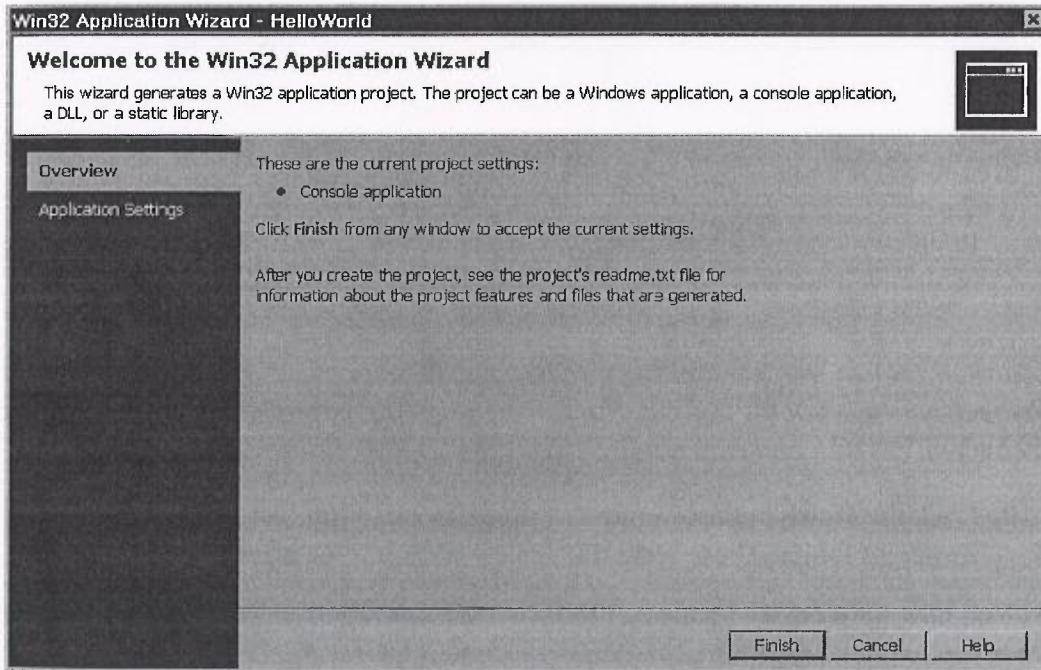 Win32 Application Wizard - HelloWorld
Welcome to the Win32 Application Wizard
This wizard generates a Win32 application project. The project can be a Windows application, a console application,
a DLL, or a static library.
Overview
Application Settings
These are the current project settings:
• Console application
Click Finish from any window to accept the current settings.
After you create the project, see the project's readme.txt file for
information about the project features and files that are generated.
Finish
Cancel
Help